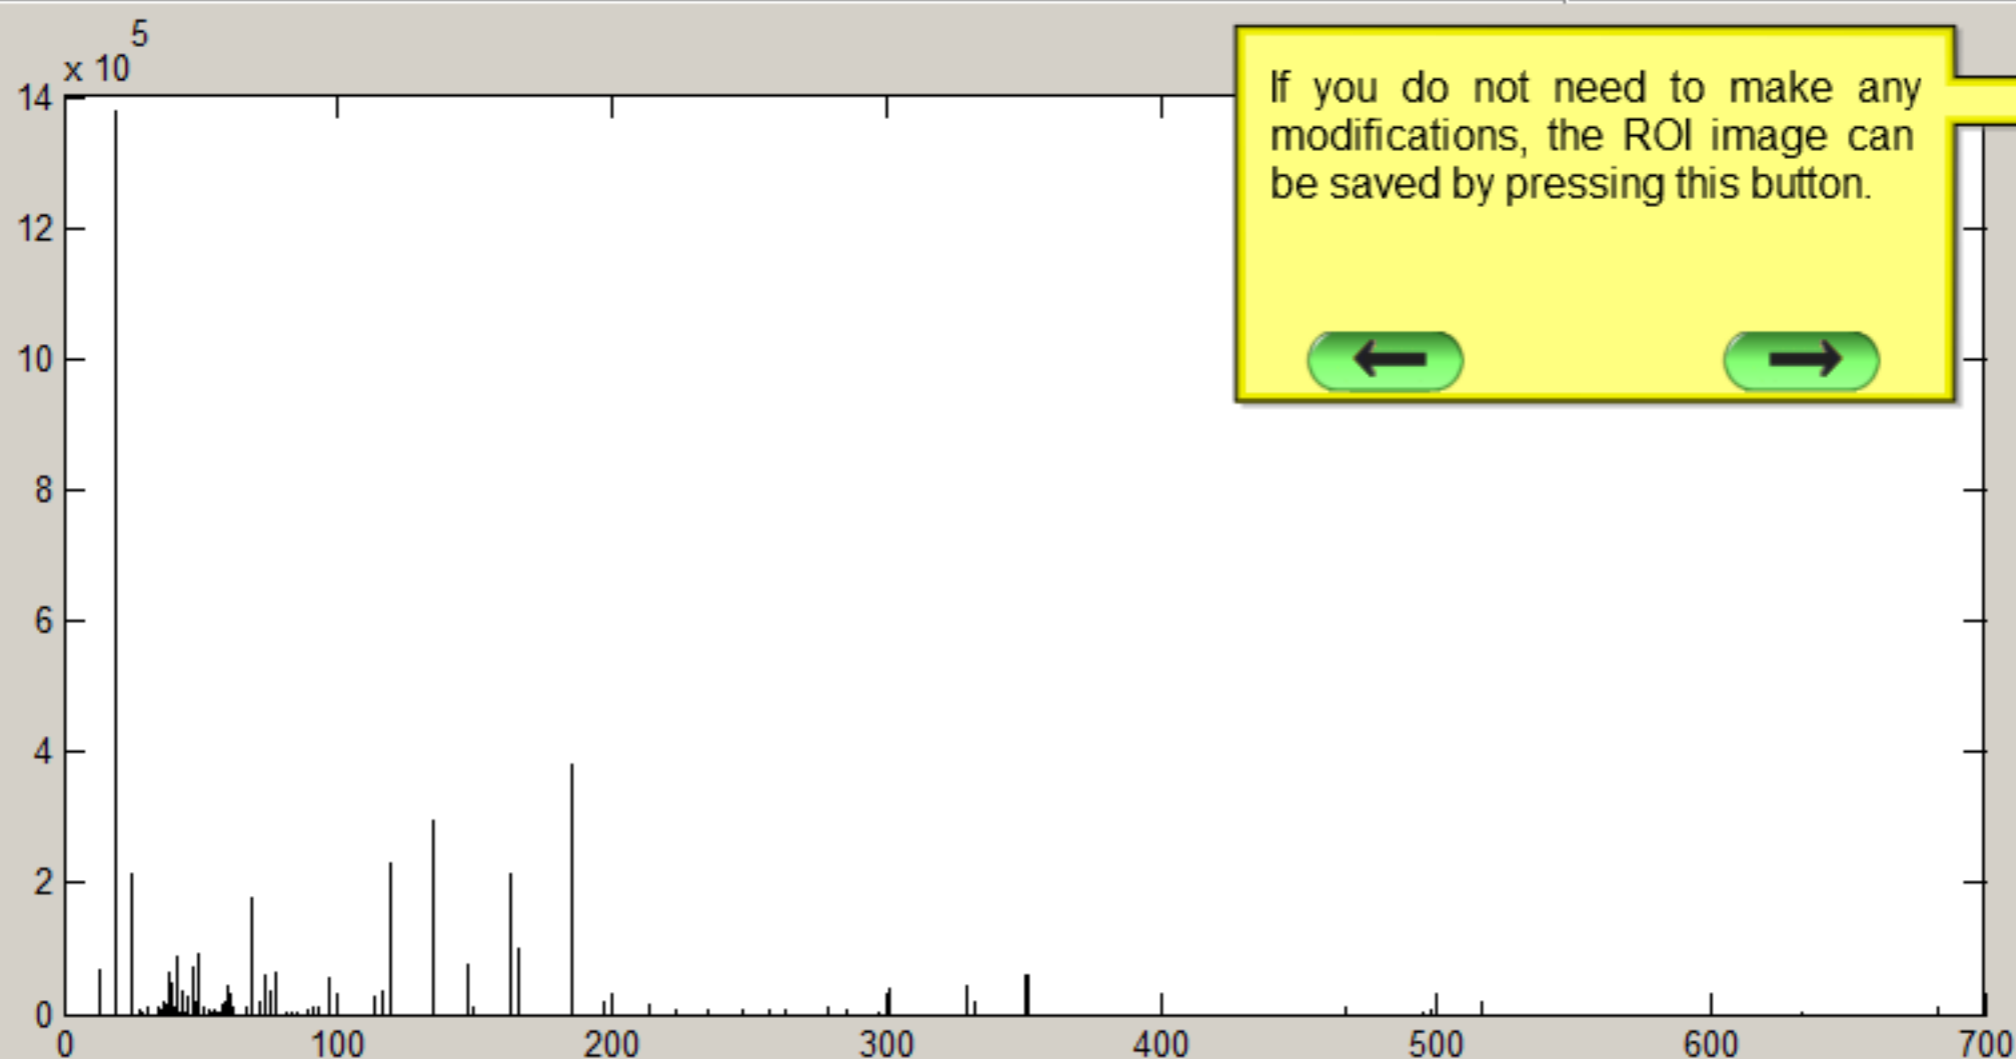 5
x 10
14
12
10
8
6
4
2
0
0 100 200 300 400 500 600 700
If you do not need to make any
modifications, the ROI image can
be saved by pressing this button.